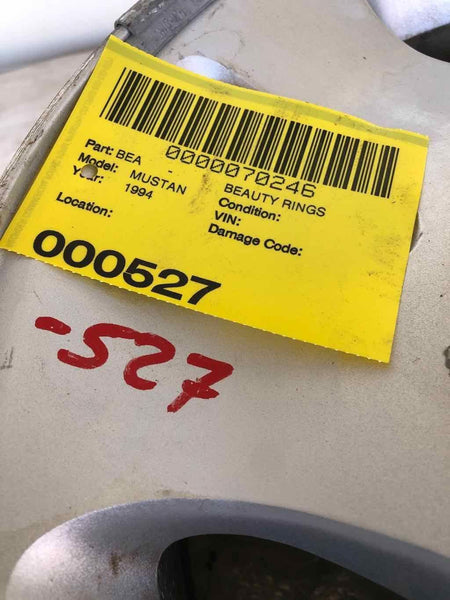 0000070246
Part: BEA - BEAUTY RINGS
Model: MUSTAN Condition:
Year: 1994 VIN:
Location: Damage Code:
000527
-527